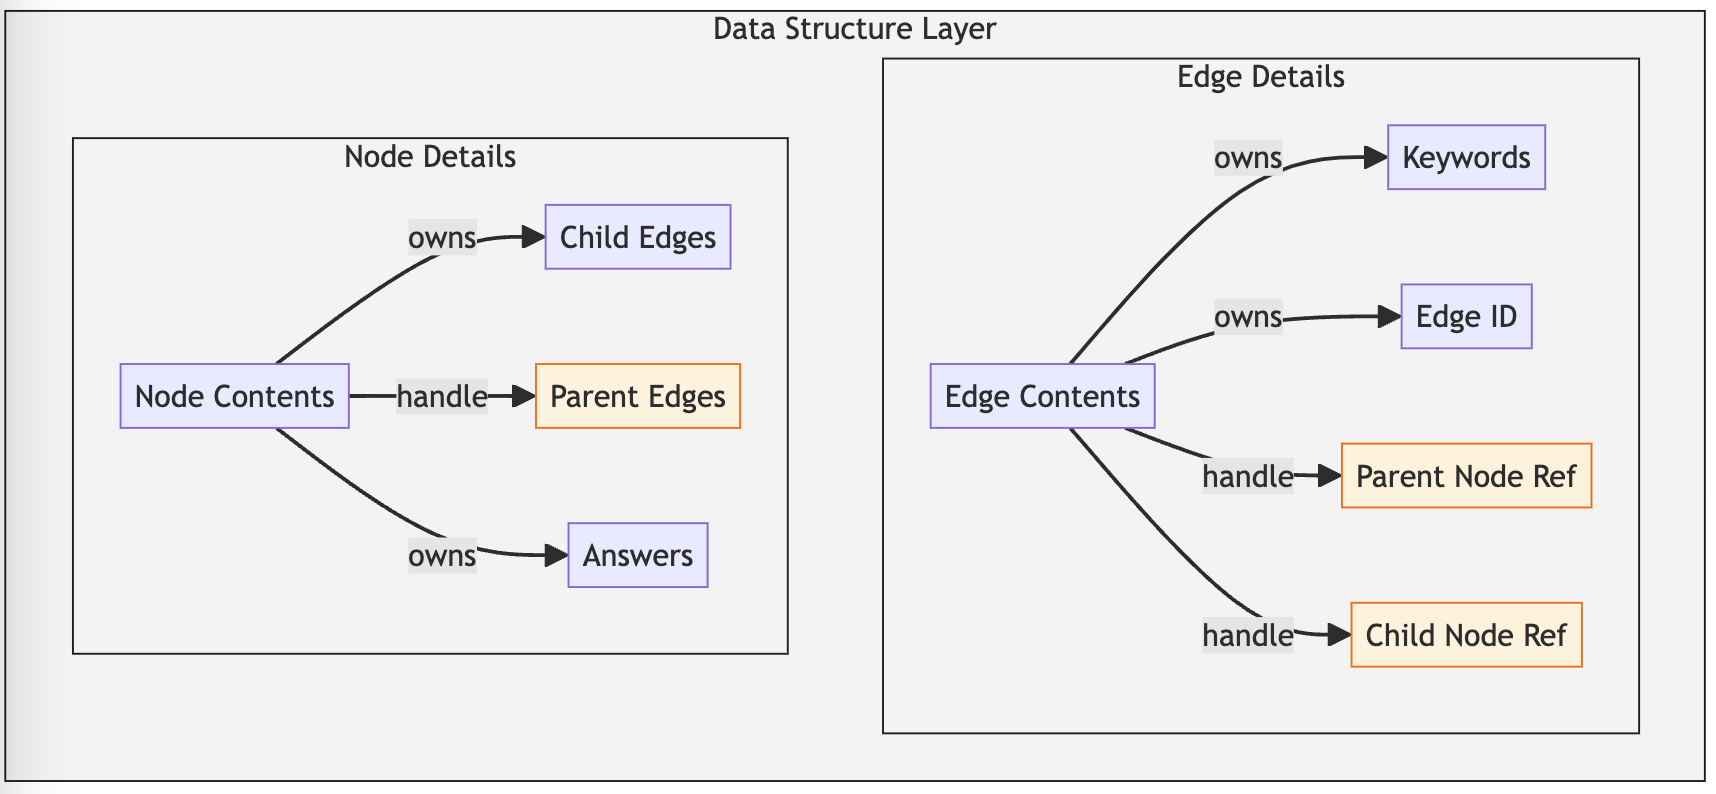 Data Structure Layer
Node Details
owns
Child Edges
Node Contents
handle
Parent Edges
owns
Answers
Edge Details
owns
Keywords
owns
Edge ID
Edge Contents
handle
Parent Node Ref
handle
Child Node Ref